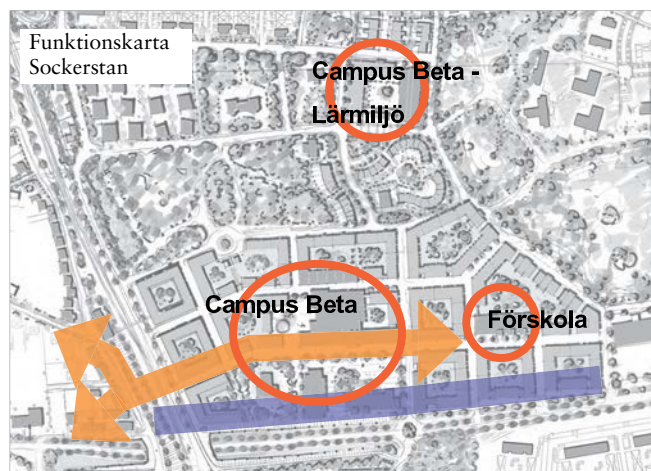 Funktionskarta
Sockerstan
Campus Beta -
Lärmiljö
Campus Beta
Förskola